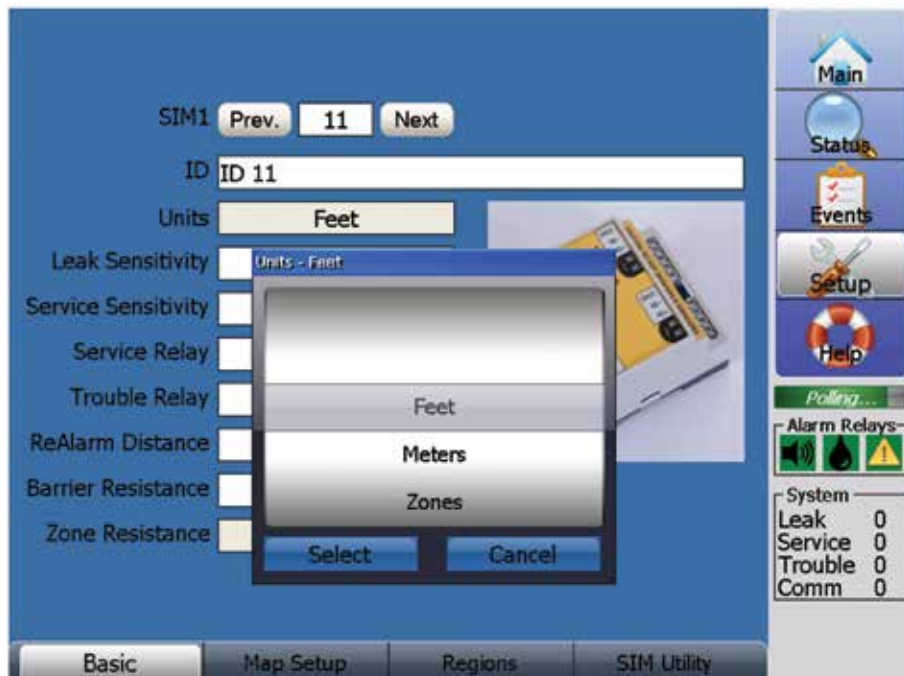 SIM1 Prev. 11 Next
ID ID 11
Units Feet
Leak Sensitivity
Service Sensitivity
Service Relay
Trouble Relay
ReAlarm Distance
Barrier Resistance
Zone Resistance
Units - Feet
Feet
Meters
Zones
Select Cancel
Basic Map Setup Regions SIM Utility
Main
Status
Events
Setup
Help
Polling...
Alarm Relays
System
Leak 0
Service 0
Trouble 0
Comm 0